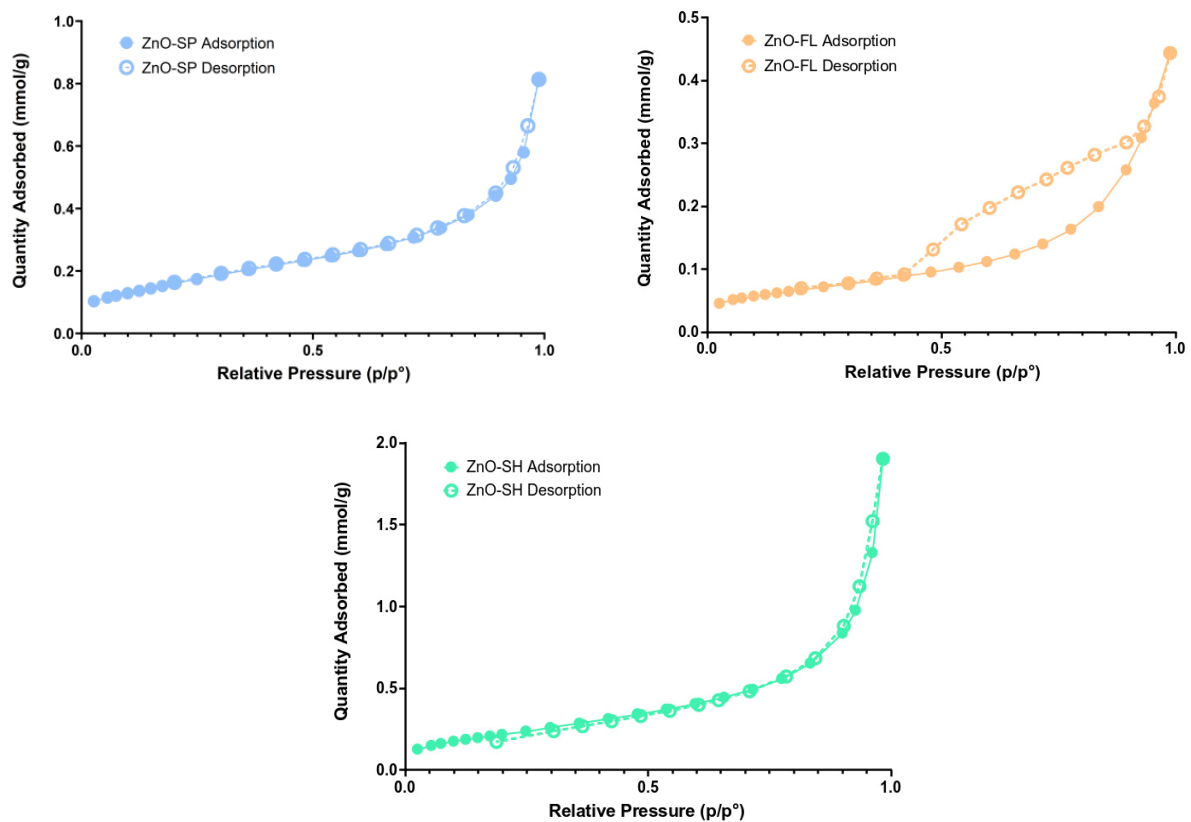 ZnO-SP Adsorption
ZnO-SP Desorption
Quantity Adsorbed (mmol/g)
1.0
0.8
0.6
0.4
0.2
0.0
0.0
0.5
1.0
Relative Pressure (p/p°)
ZnO-FL Adsorption
ZnO-FL Desorption
Quantity Adsorbed (mmol/g)
0.5
0.4
0.3
0.2
0.1
0.0
0.0
0.5
1.0
Relative Pressure (p/p°)
ZnO-SH Adsorption
ZnO-SH Desorption
Quantity Adsorbed (mmol/g)
2.0
1.5
1.0
0.5
0.0
0.0
0.5
1.0
Relative Pressure (p/p°)